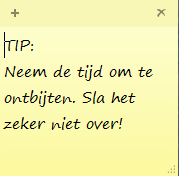 TIP:
Neem de tijd om te
ontbijten. Sla het
zeker niet over!